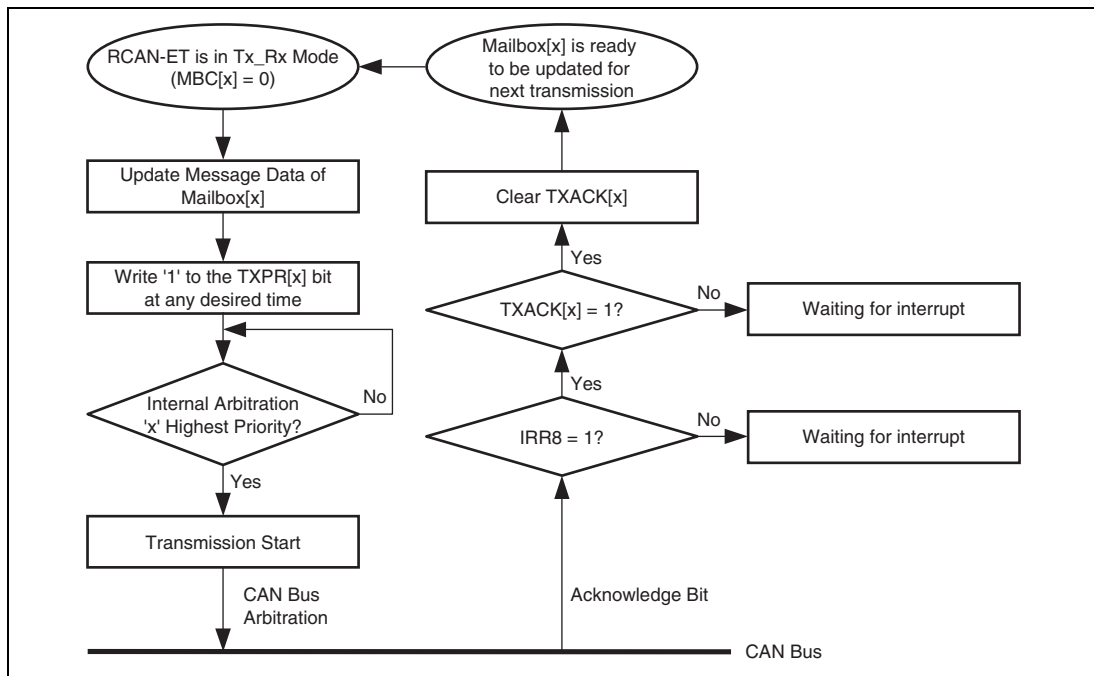 RCAN-ET is in Tx_Rx Mode
(MBC[x] = 0)
Update Message Data of
Mailbox[x]
Write '1' to the TXPR[x] bit
at any desired time
Internal Arbitration
'x' Highest Priority?
No
Yes
Transmission Start
CAN Bus
Arbitration
Mailbox[x] is ready
to be updated for
next transmission
Clear TXACK[x]
Yes
TXACK[x] = 1?
No
Waiting for interrupt
Yes
IRR8 = 1?
No
Waiting for interrupt
Acknowledge Bit
CAN Bus